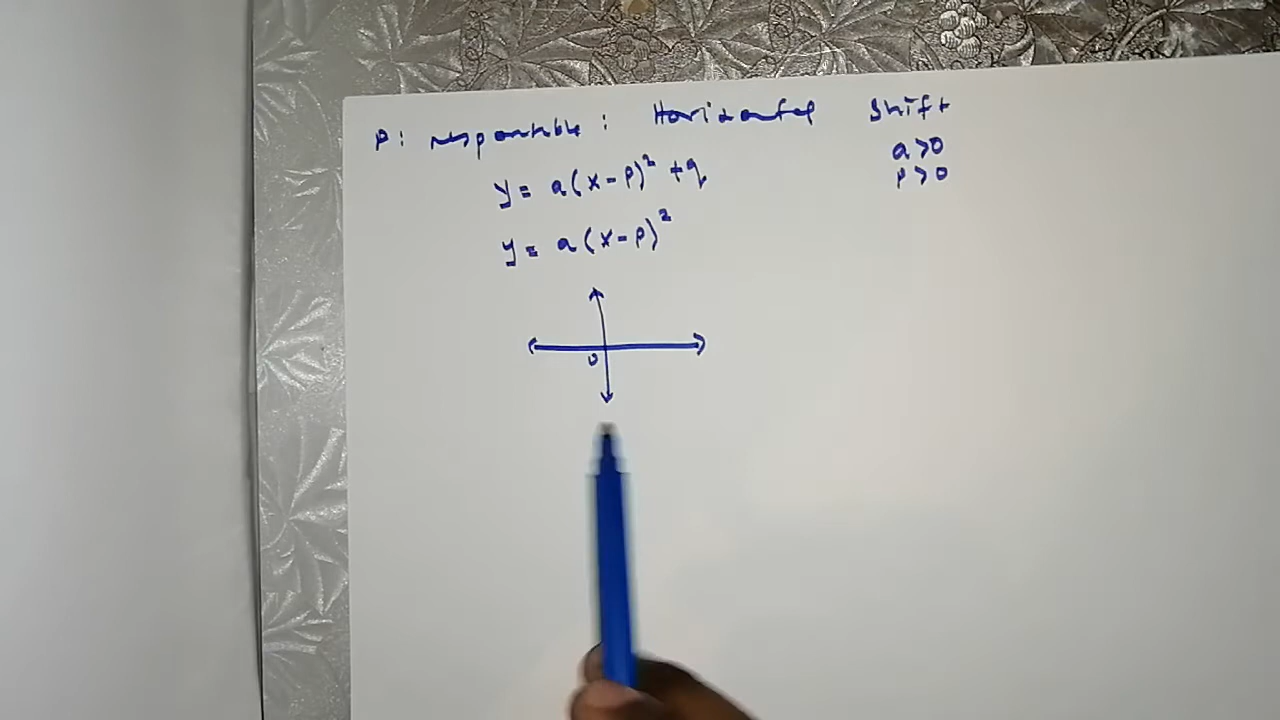 P: responsible: Horizontal Shift
a>0
P>0
y = a(x-p)² +q
y = a(x-p)²
0